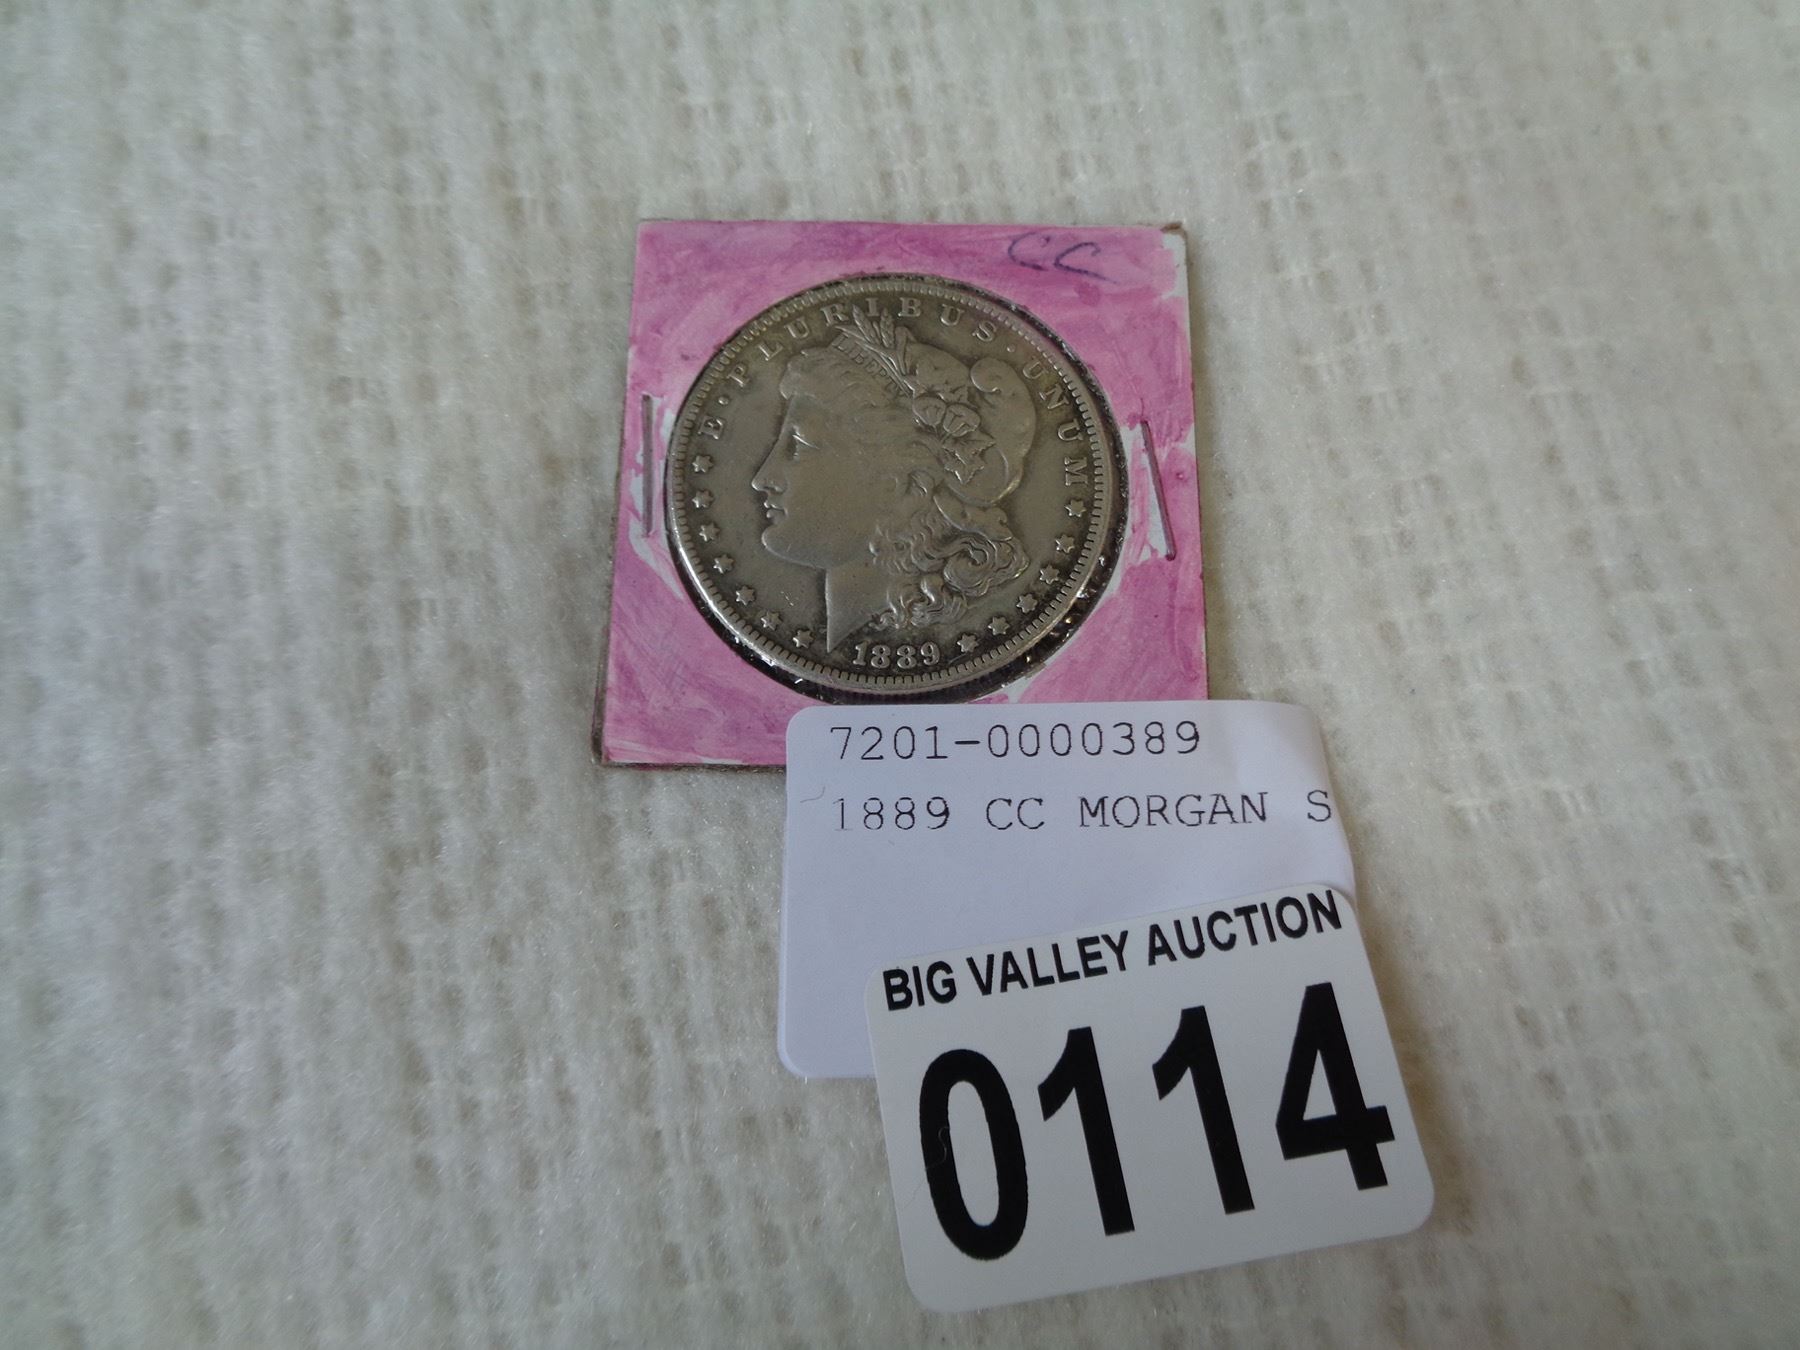 CC
E · PLURIBUS · UNUM
LIBERTY
1889
7201-0000389
1889 CC MORGAN S
BIG VALLEY AUCTION
0114